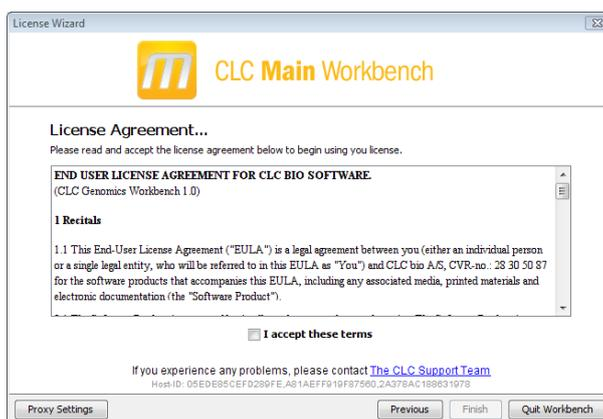 License Wizard
CLC Main Workbench
License Agreement...
Please read and accept the license agreement below to begin using you license.
END USER LICENSE AGREEMENT FOR CLC BIO SOFTWARE.
(CLC Genomics Workbench 1.0)
1 Recitals
1.1 This End-User License Agreement ("EULA") is a legal agreement between you (either an individual person
or a single legal entity, who will be referred to in this EULA as "You") and CLC bio A/S, CVR-no.: 28 30 50 87
for the software products that accompanies this EULA, including any associated media, printed materials and
electronic documentation (the "Software Product").
I accept these terms
If you experience any problems, please contact The CLC Support Team
Host-ID: 05EDE85CEFD289FE,A81AEFF919F87560,2A378AC188631978
Proxy Settings
Previous
Finish
Quit Workbench